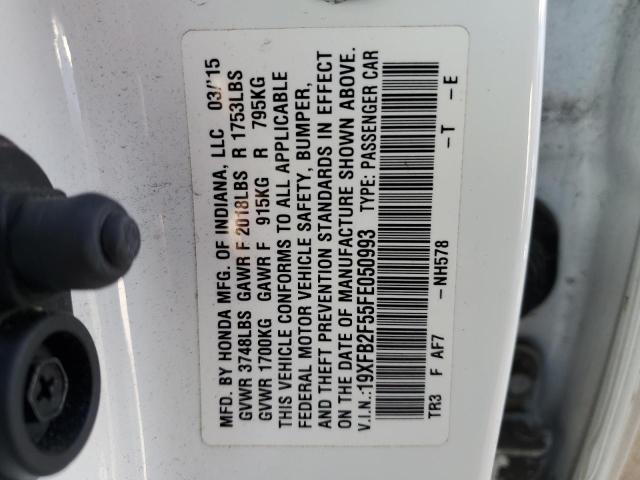 MFD. BY HONDA MFG. OF INDIANA, LLC 03/15
GVWR 3748LBS GAWR F 2018LBS R 1753LBS
GVWR 1700KG GAWR F 915KG R 795KG
THIS VEHICLE CONFORMS TO ALL APPLICABLE
FEDERAL MOTOR VEHICLE SAFETY, BUMPER,
AND THEFT PREVENTION STANDARDS IN EFFECT
ON THE DATE OF MANUFACTURE SHOWN ABOVE.
V.I.N.:19XFB2F55FE050993 TYPE: PASSENGER CAR
TR3 F AF7 -NH578 -T -E